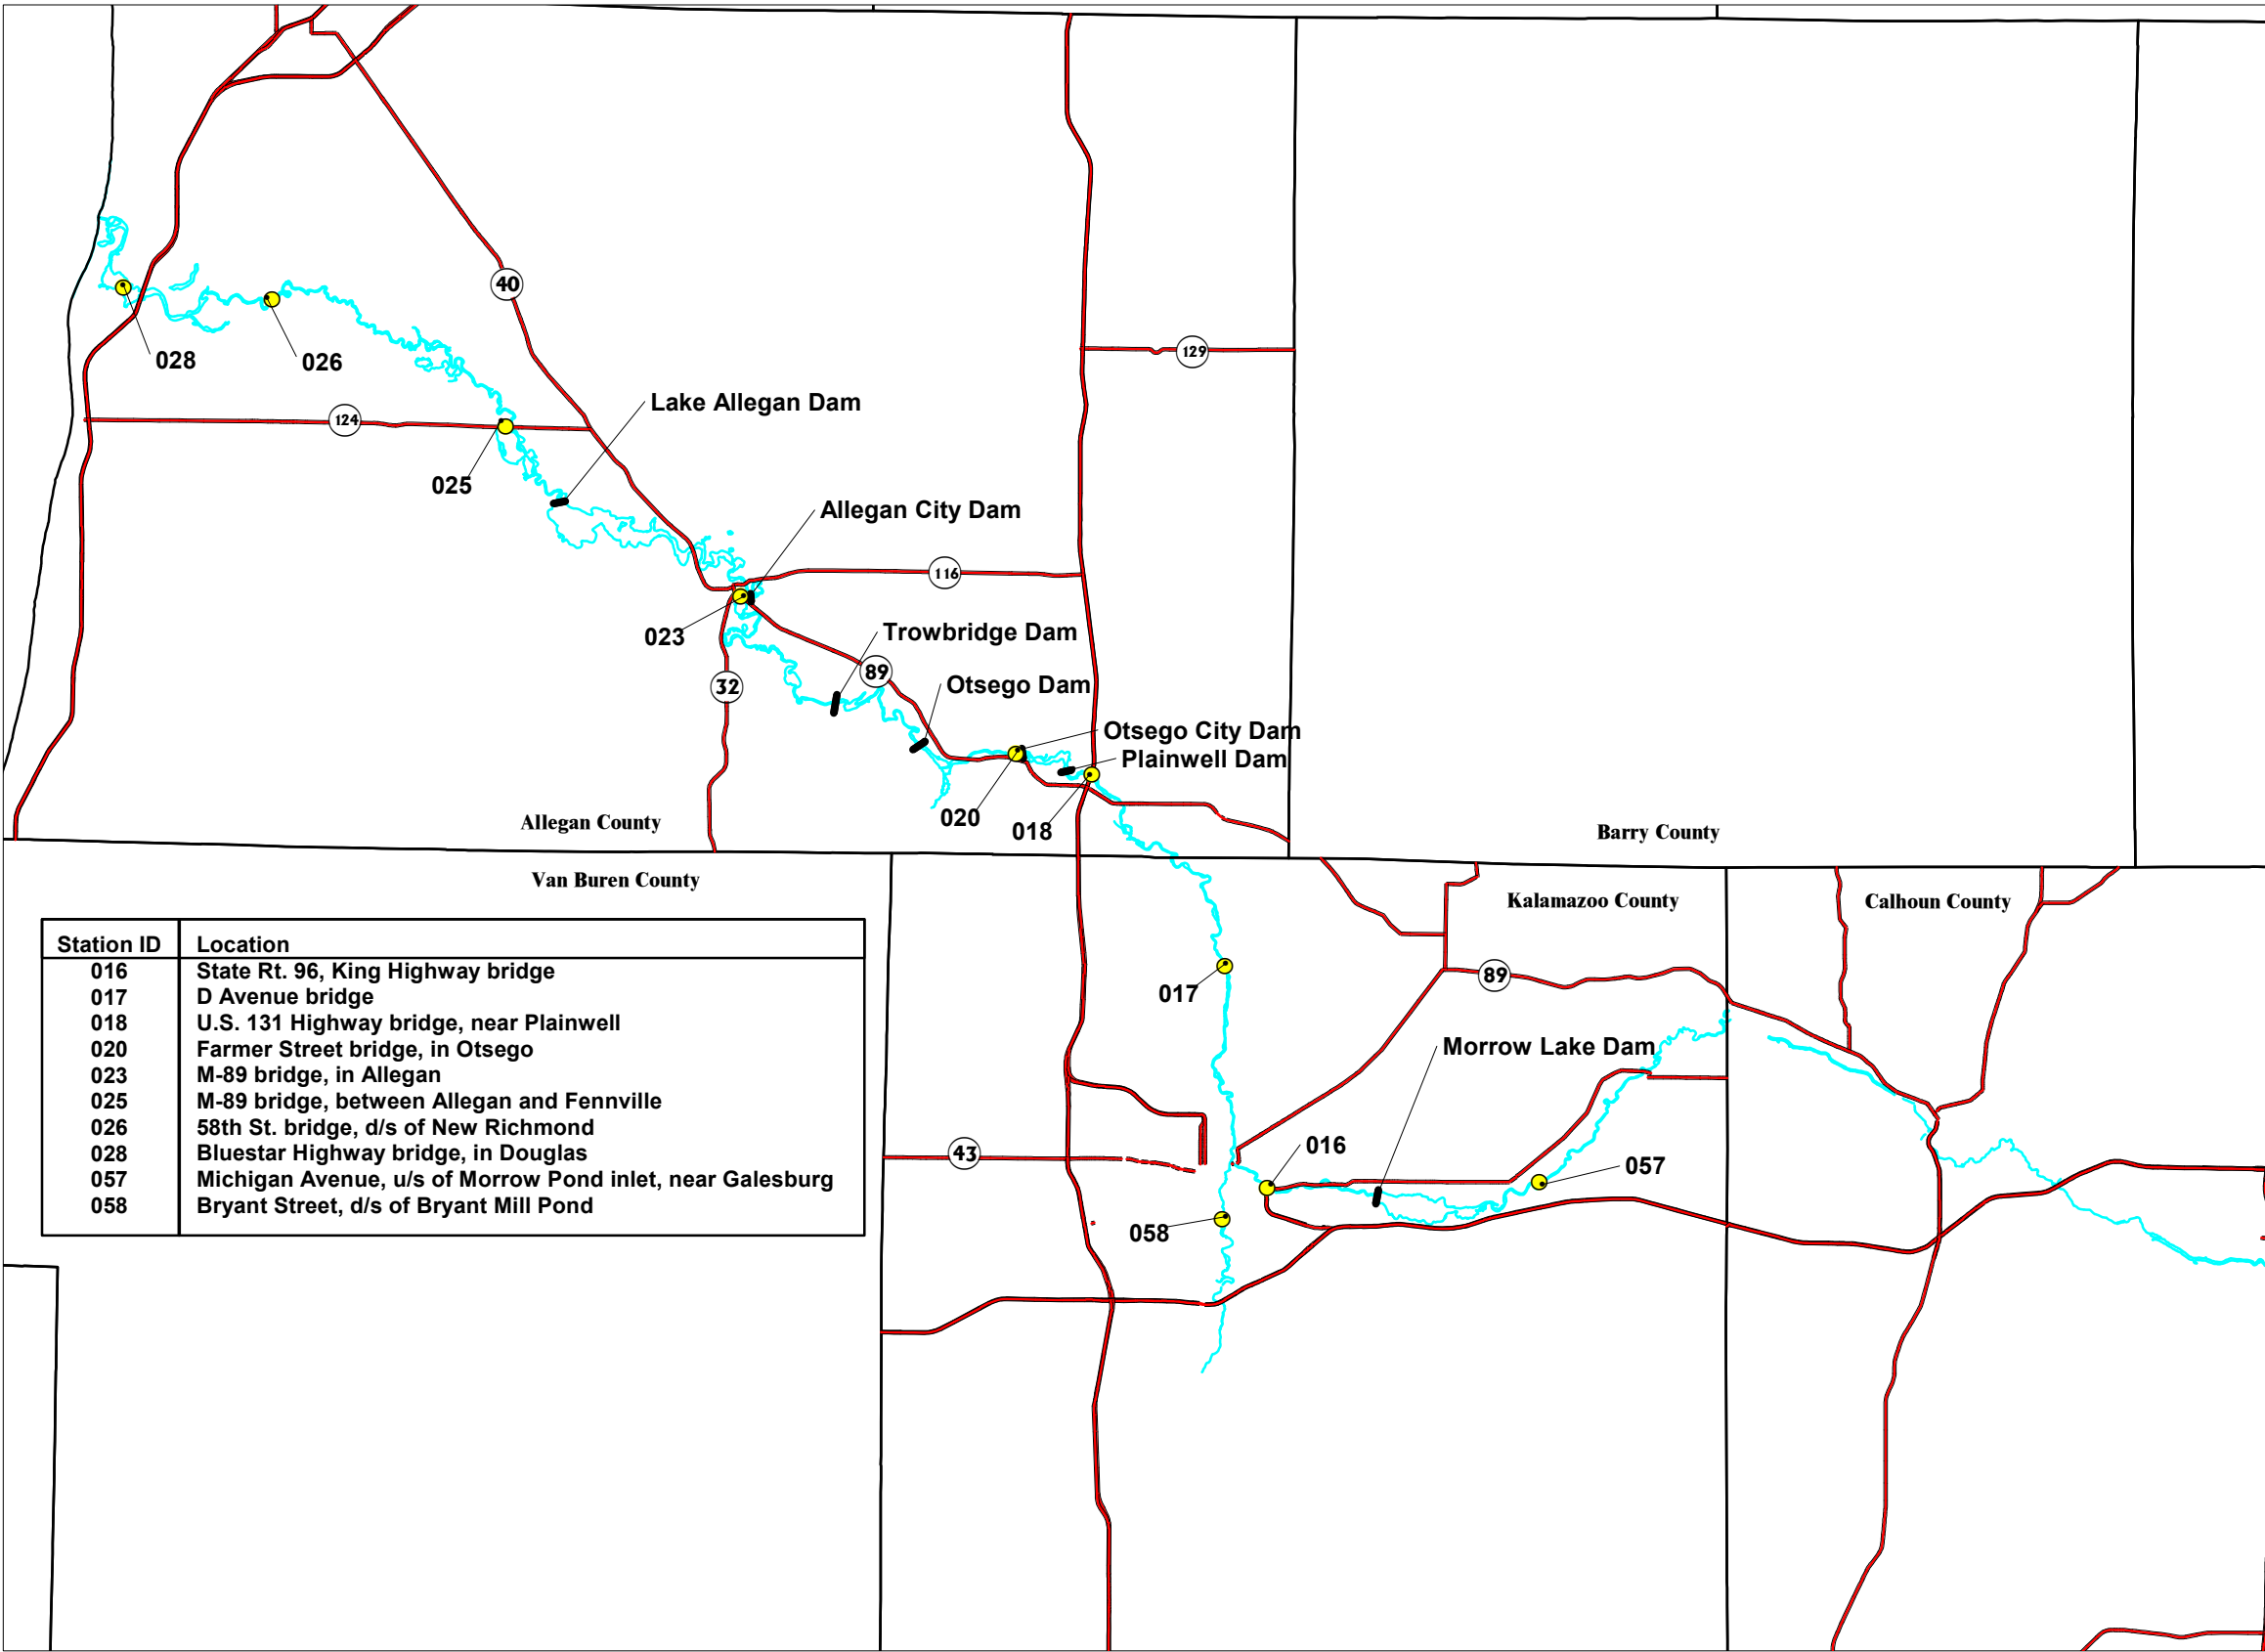 40
028
026
129
Lake Allegan Dam
124
025
Allegan City Dam
116
023
Trowbridge Dam
89
32
Otsego Dam
Otsego City Dam
Plainwell Dam
020
018
Allegan County
Barry County
Van Buren County
Kalamazoo County
Calhoun County
Station ID Location
016 State Rt. 96, King Highway bridge
017 D Avenue bridge
018 U.S. 131 Highway bridge, near Plainwell
020 Farmer Street bridge, in Otsego
023 M-89 bridge, in Allegan
025 M-89 bridge, between Allegan and Fennville
026 58th St. bridge, d/s of New Richmond
028 Bluestar Highway bridge, in Douglas
057 Michigan Avenue, u/s of Morrow Pond inlet, near Galesburg
058 Bryant Street, d/s of Bryant Mill Pond
017
89
Morrow Lake Dam
43
016
057
058